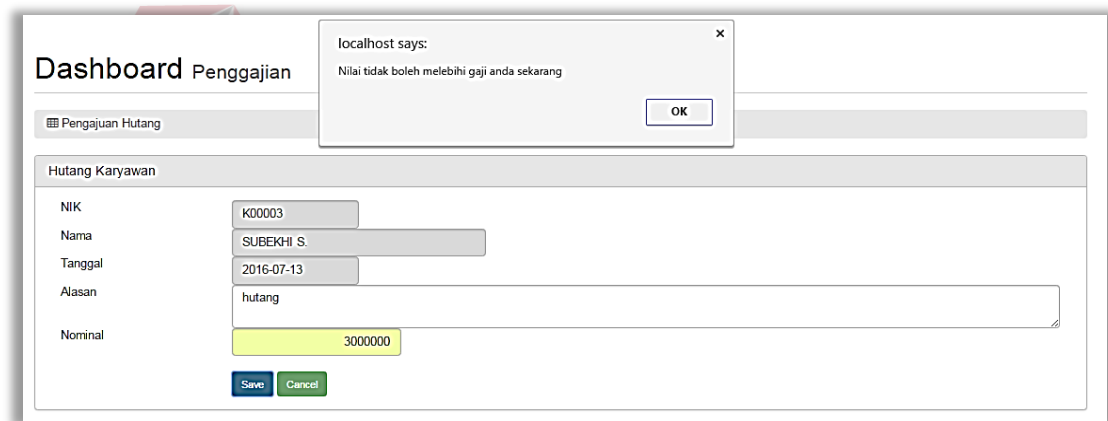 localhost says:
×
Nilai tidak boleh melebihi gaji anda sekarang
OK
Dashboard Penggajian
Pengajuan Hutang
Hutang Karyawan
NIK K00003
Nama SUBEKHI S.
Tanggal 2016-07-13
Alasan hutang
Nominal 3000000
Save Cancel